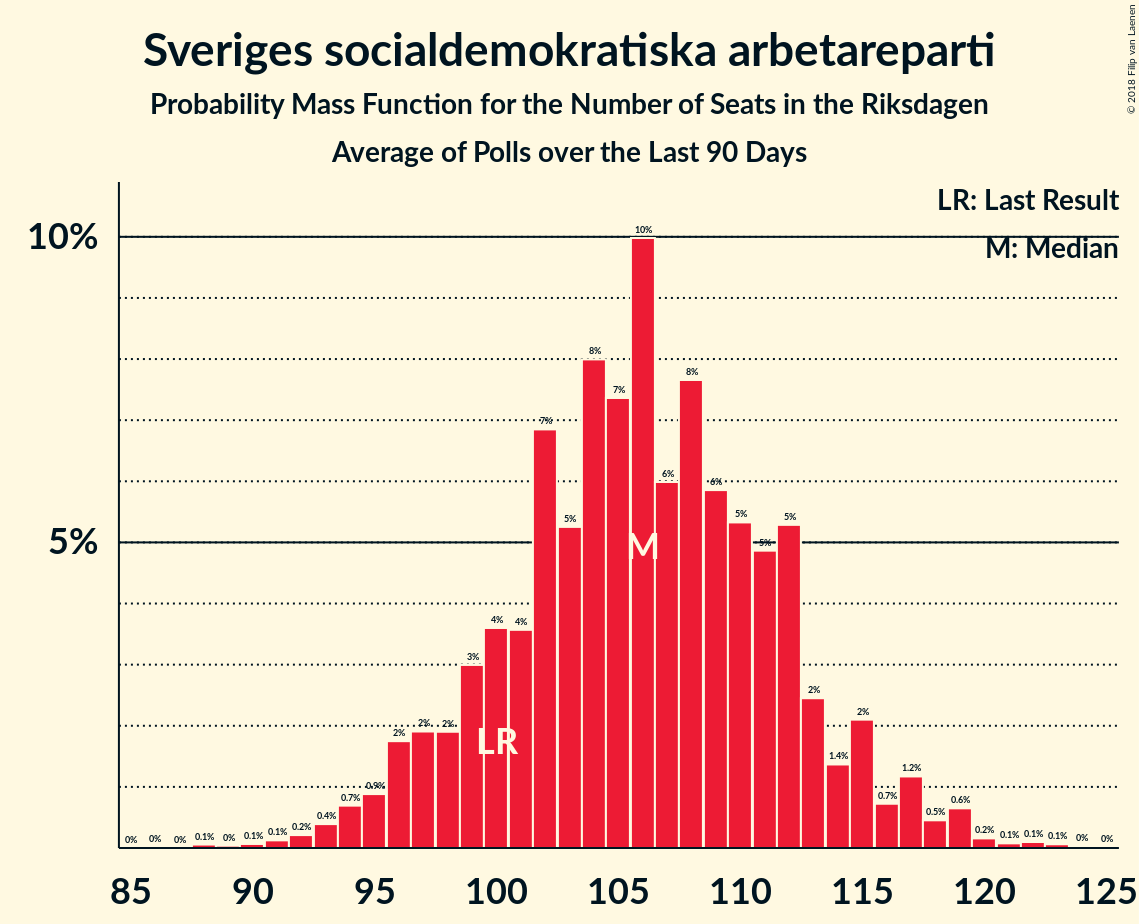 Sveriges socialdemokratiska arbetareparti
Probability Mass Function for the Number of Seats in the Riksdagen
Average of Polls over the Last 90 Days
© 2018 Filip van Laenen
LR: Last Result
M: Median
10%
5%
0% 0% 0% 0.1% 0% 0.1% 0.1% 0.2% 0.4% 0.7% 0.9% 2% 2% 2% 3% 4% 4% 7% 5% 8% 7% 10% 6% 8% 6% 5% 5% 5% 2% 1.4% 2% 0.7% 1.2% 0.5% 0.6% 0.2% 0.1% 0.1% 0.1% 0% 0%
M
LR
85 90 95 100 105 110 115 120 125